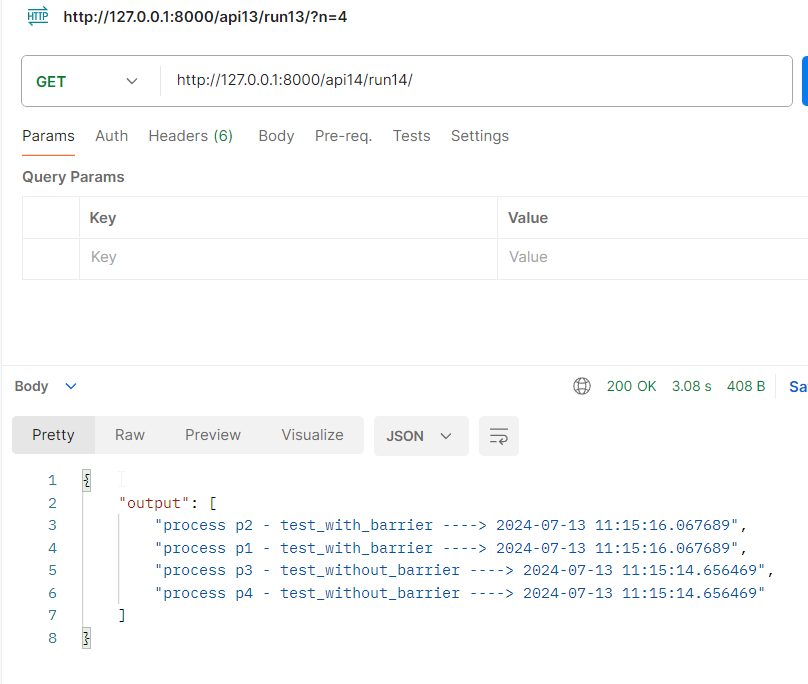 HTTP http://127.0.0.1:8000/api13/run13/?n=4
GET http://127.0.0.1:8000/api14/run14/
Params Auth Headers (6) Body Pre-req. Tests Settings
Query Params
Key Value
Key Value
Body 200 OK 3.08 s 408 B Sa
Pretty Raw Preview Visualize JSON
1 {
2 "output": [
3 "process p2 - test_with_barrier ----> 2024-07-13 11:15:16.067689",
4 "process p1 - test_with_barrier ----> 2024-07-13 11:15:16.067689",
5 "process p3 - test_without_barrier ----> 2024-07-13 11:15:14.656469",
6 "process p4 - test_without_barrier ----> 2024-07-13 11:15:14.656469"
7 ]
8 }